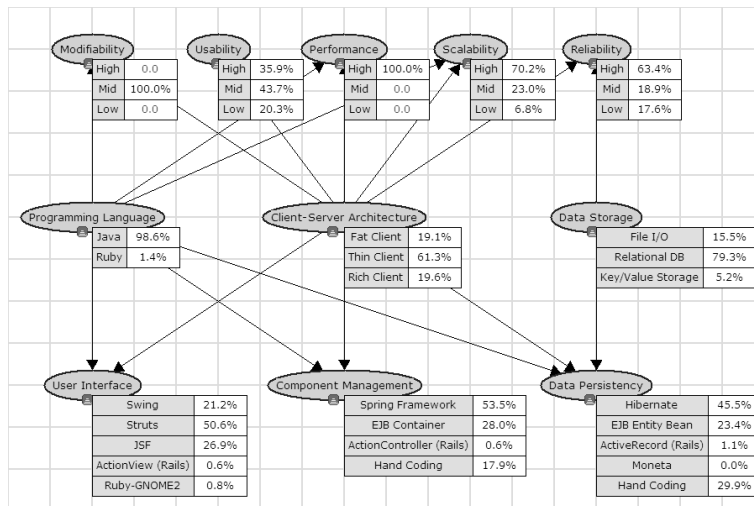 Modifiability
High 0.0
Mid 100.0%
Low 0.0
Usability
High 35.9%
Mid 43.7%
Low 20.3%
Performance
High 100.0%
Mid 0.0
Low 0.0
Scalability
High 70.2%
Mid 23.0%
Low 6.8%
Reliability
High 63.4%
Mid 18.9%
Low 17.6%
Programming Language
Java 98.6%
Ruby 1.4%
Client-Server Architecture
Fat Client 19.1%
Thin Client 61.3%
Rich Client 19.6%
Data Storage
File I/O 15.5%
Relational DB 79.3%
Key/Value Storage 5.2%
User Interface
Swing 21.2%
Struts 50.6%
JSF 26.9%
ActionView (Rails) 0.6%
Ruby-GNOME2 0.8%
Component Management
Spring Framework 53.5%
EJB Container 28.0%
ActionController (Rails) 0.6%
Hand Coding 17.9%
Data Persistency
Hibernate 45.5%
EJB Entity Bean 23.4%
ActiveRecord (Rails) 1.1%
Moneta 0.0%
Hand Coding 29.9%